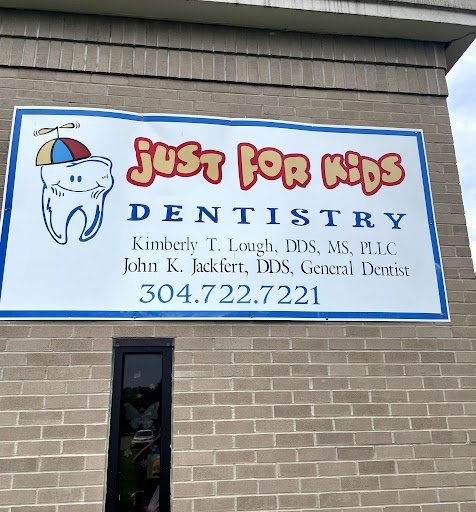 Just For Kids
DENTISTRY
Kimberly T. Lough, DDS, MS, PLLC
John K. Jackfert, DDS, General Dentist
304.722.7221